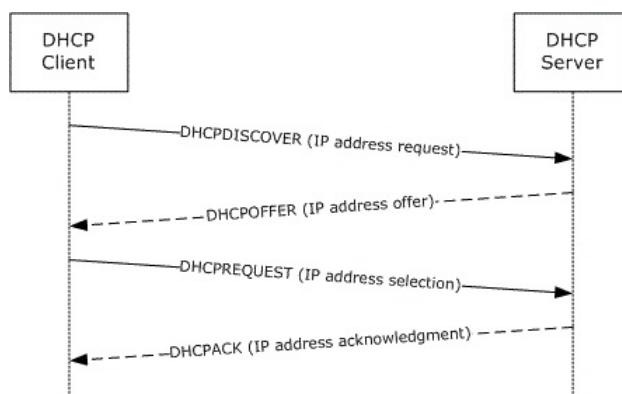 DHCP
Client
DHCP
Server
DHCPDISCOVER (IP address request)
DHCPOFFER (IP address offer)
DHCPREQUEST (IP address selection)
DHCPACK (IP address acknowledgment)